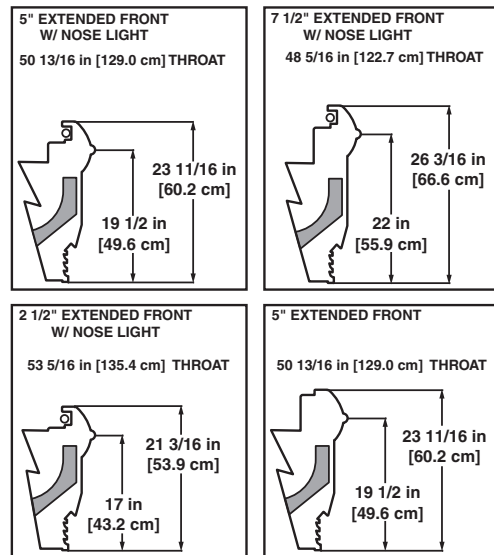 5" EXTENDED FRONT
W/ NOSE LIGHT
50 13/16 in [129.0 cm] THROAT
23 11/16 in
[60.2 cm]
19 1/2 in
[49.6 cm]
7 1/2" EXTENDED FRONT
W/ NOSE LIGHT
48 5/16 in [122.7 cm] THROAT
26 3/16 in
[66.6 cm]
22 in
[55.9 cm]
2 1/2" EXTENDED FRONT
W/ NOSE LIGHT
53 5/16 in [135.4 cm] THROAT
21 3/16 in
[53.9 cm]
17 in
[43.2 cm]
5" EXTENDED FRONT
50 13/16 in [129.0 cm] THROAT
23 11/16 in
[60.2 cm]
19 1/2 in
[49.6 cm]